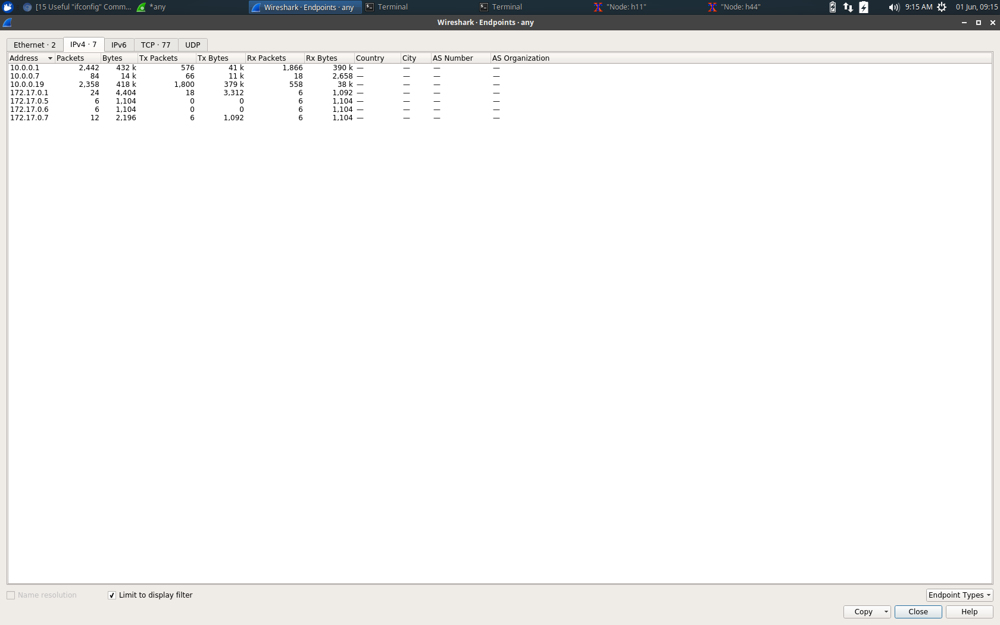 [15 Useful "ifconfig" Comm... *any Wireshark · Endpoints · any Terminal Terminal "Node: h11" "Node: h44" 9:15 AM 01 Jun, 09:15
Wireshark · Endpoints · any
Ethernet · 2 IPv4 · 7 IPv6 TCP · 77 UDP
Address Packets Bytes Tx Packets Tx Bytes Rx Packets Rx Bytes Country City AS Number AS Organization
10.0.0.1 2,442 432 k 576 41 k 1,866 390 k — — — —
10.0.0.7 84 14 k 66 11 k 18 2,658 — — — —
10.0.0.19 2,358 418 k 1,800 379 k 558 38 k — — — —
172.17.0.1 24 4,404 18 3,312 6 1,092 — — — —
172.17.0.5 6 1,104 0 0 6 1,104 — — — —
172.17.0.6 6 1,104 0 0 6 1,104 — — — —
172.17.0.7 12 2,196 6 1,092 6 1,104 — — — —
Name resolution Limit to display filter Endpoint Types
Copy Close Help